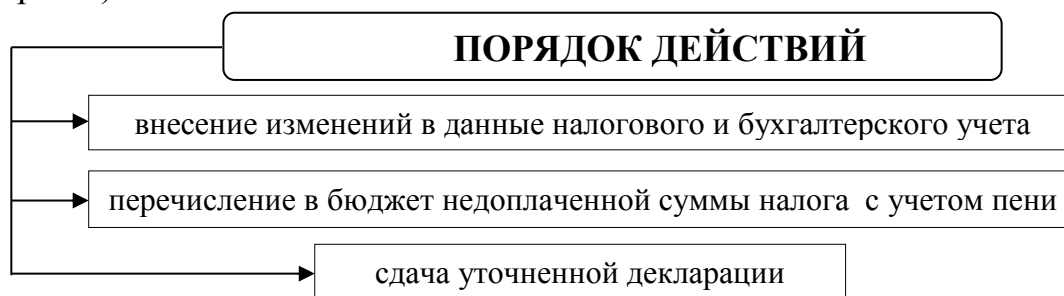 ПОРЯДОК ДЕЙСТВИЙ
внесение изменений в данные налогового и бухгалтерского учета
перечисление в бюджет недоплаченной суммы налога с учетом пени
сдача уточненной декларации